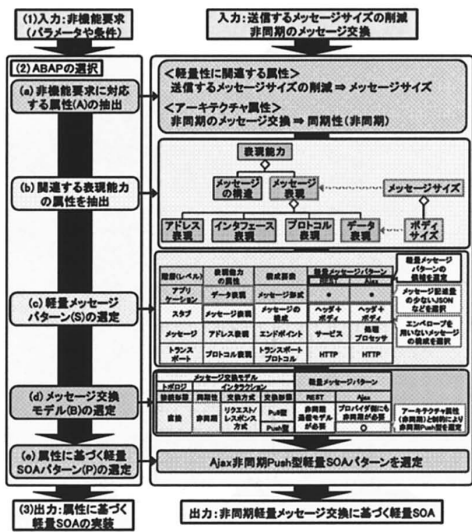 (1)入力:非機能要求
(パラメータや条件)
入力:送信するメッセージサイズの削減
非同期のメッセージ交換
(2)ABAPの選択
(a)非機能要求に対応
する属性(A)の抽出
<軽量性に関連する属性>
送信するメッセージサイズの削減⇒メッセージサイズ
<アーキテクチャ属性>
非同期のメッセージ交換⇒同期性(非同期)
(b)関連する表現能力
の属性を抽出
表現能力
メッセージ
の構造
メッセージ
表現
メッセージサイズ
アドレス
表現
インタフェース
表現
プロトコル
表現
データ
表現
ボディ
サイズ
(c)軽量メッセージ
パターン(S)の選定
階層(レベル)
表現能力
の属性
構成要素
軽量メッセージパターン
REST
Ajax
アプリ
ケーション
データ表現
メッセージ形式
スタブ
メッセージ表現
メッセージの
構成
ヘッダ+
ボディ
ヘッダ+
ボディ
メッセージ
アドレス表現
エンドポイント
サービス
処理
プロセッサ
トランス
ポート
プロトコル表現
トランスポート
プロトコル
HTTP
HTTP
軽量メッセージ
パターンの
候補を選定
メッセージ記述量
の少ないJSON
などを選択
エンベロープを
用いないメッセージ
の構成を選択
(d)メッセージ交換
モデル(B)の選定
メッセージ交換モデル
トポロジ
インタラクション
軽量メッセージパターン
接続形態
同期性
交換方式
交換形態
REST
Ajax
直接
非同期
リクエスト/
レスポンス
方式
Pull型
Push型
非同期
通信モデル
が必要
プロバイダ側にも
非同期が必要
○
アーキテクチャ属性
(非同期)と制約により
非同期Push型を選定
(e)属性に基づく軽量
SOAパターン(P)の選定
Ajax非同期Push型軽量SOAパターンを選定
(3)出力:属性に基づく
軽量SOAの実装
出力:非同期軽量メッセージ交換に基づく軽量SOA